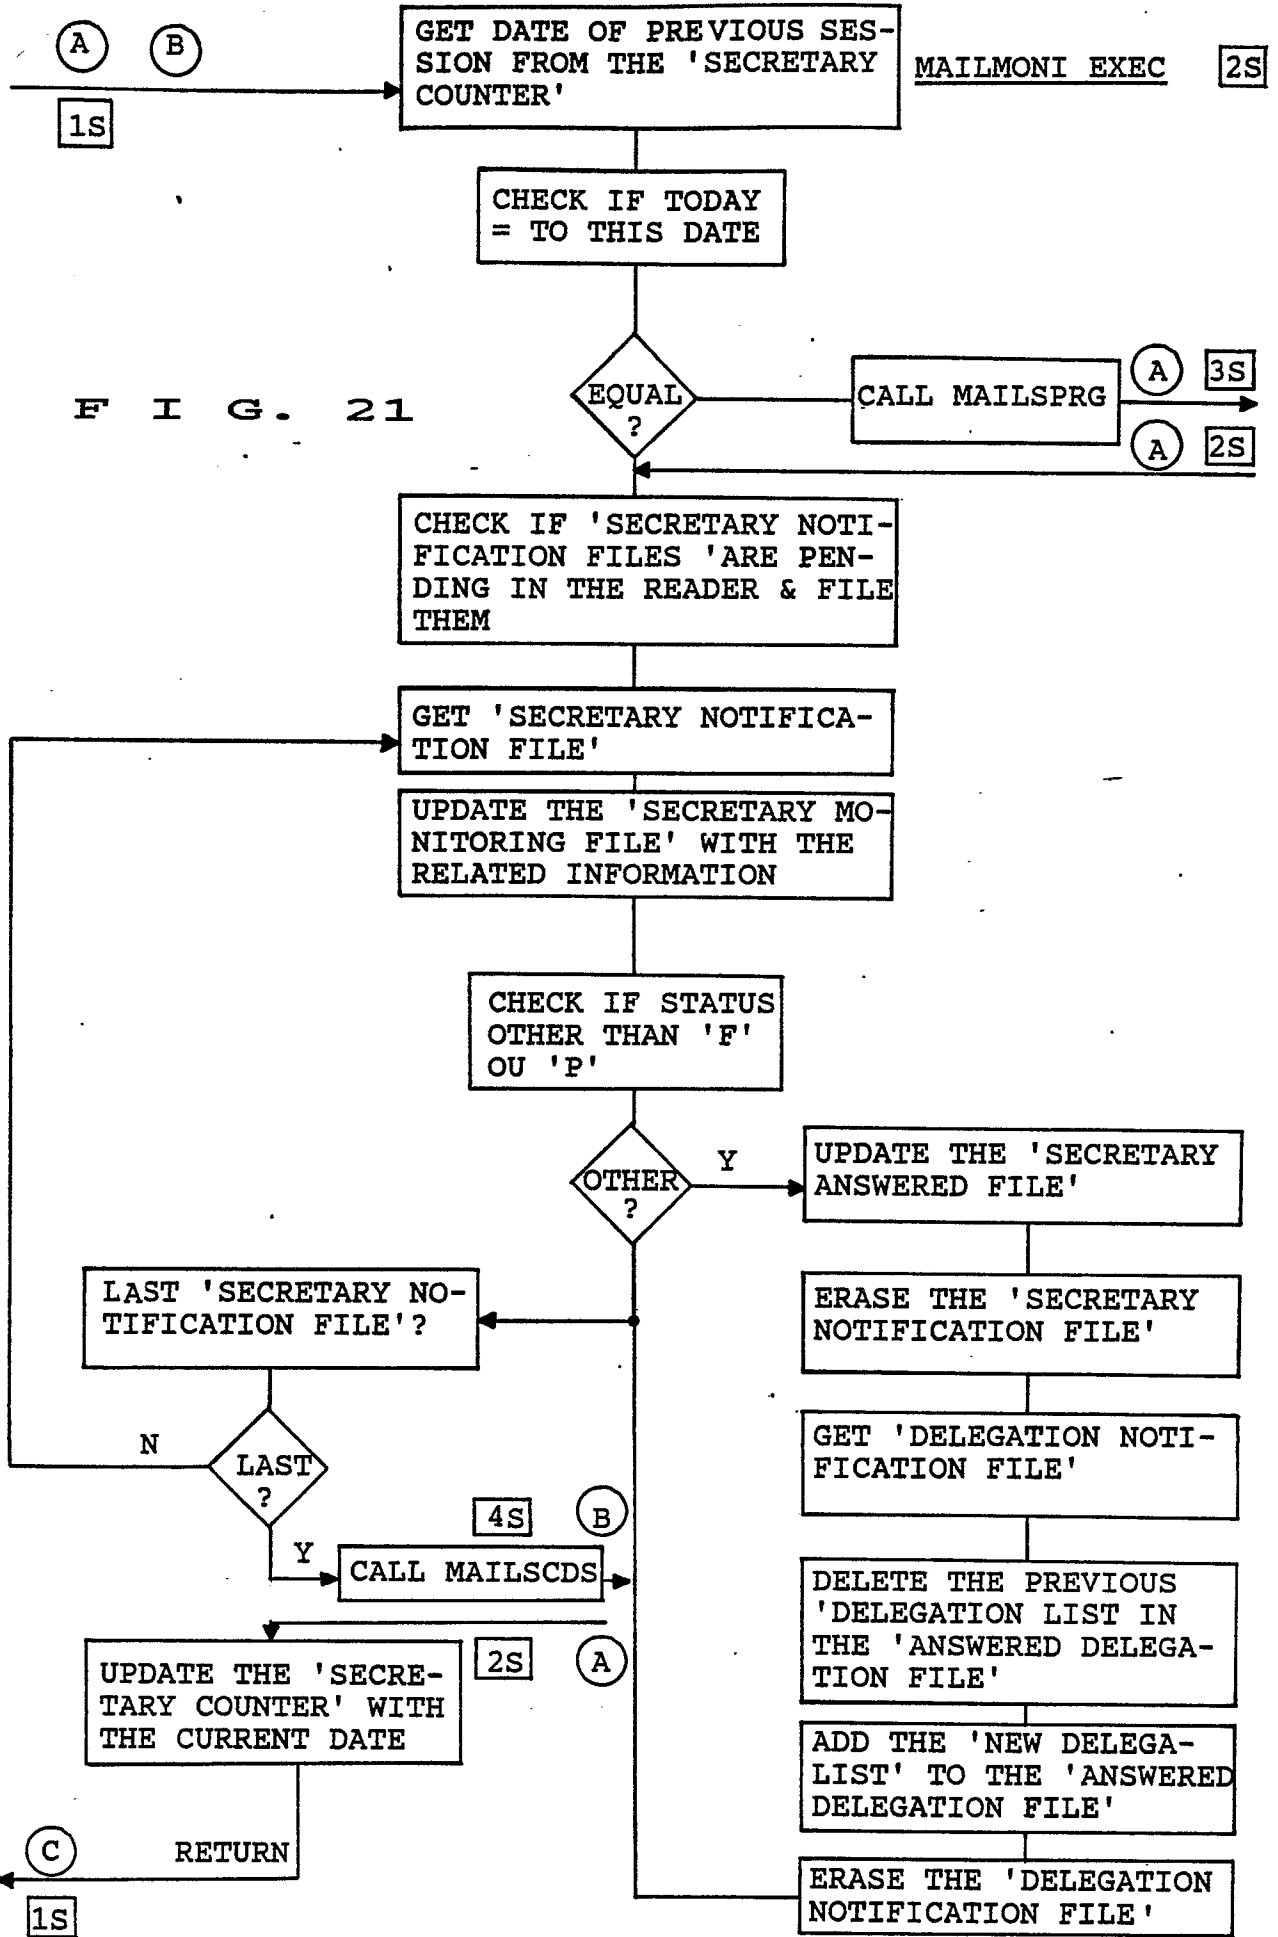 A B
1S
GET DATE OF PREVIOUS SES-
SION FROM THE 'SECRETARY
COUNTER'
MAILMONI EXEC
2S
CHECK IF TODAY
= TO THIS DATE
FIG. 21
EQUAL
?
CALL MAILSPRG
A 3S
A 2S
CHECK IF 'SECRETARY NOTI-
FICATION FILES 'ARE PEN-
DING IN THE READER & FILE
THEM
GET 'SECRETARY NOTIFICA-
TION FILE'
UPDATE THE 'SECRETARY MO-
NITORING FILE' WITH THE
RELATED INFORMATION
CHECK IF STATUS
OTHER THAN 'F'
OU 'P'
OTHER
?
Y
UPDATE THE 'SECRETARY
ANSWERED FILE'
ERASE THE 'SECRETARY
NOTIFICATION FILE'
GET 'DELEGATION NOTI-
FICATION FILE'
DELETE THE PREVIOUS
'DELEGATION LIST IN
THE 'ANSWERED DELEGA-
TION FILE'
ADD THE 'NEW DELEGA-
LIST' TO THE 'ANSWERED
DELEGATION FILE'
ERASE THE 'DELEGATION
NOTIFICATION FILE'
LAST 'SECRETARY NO-
TIFICATION FILE'?
N
LAST
?
Y
4S B
CALL MAILSCDS
2S A
UPDATE THE 'SECRE-
TARY COUNTER' WITH
THE CURRENT DATE
C RETURN
1S